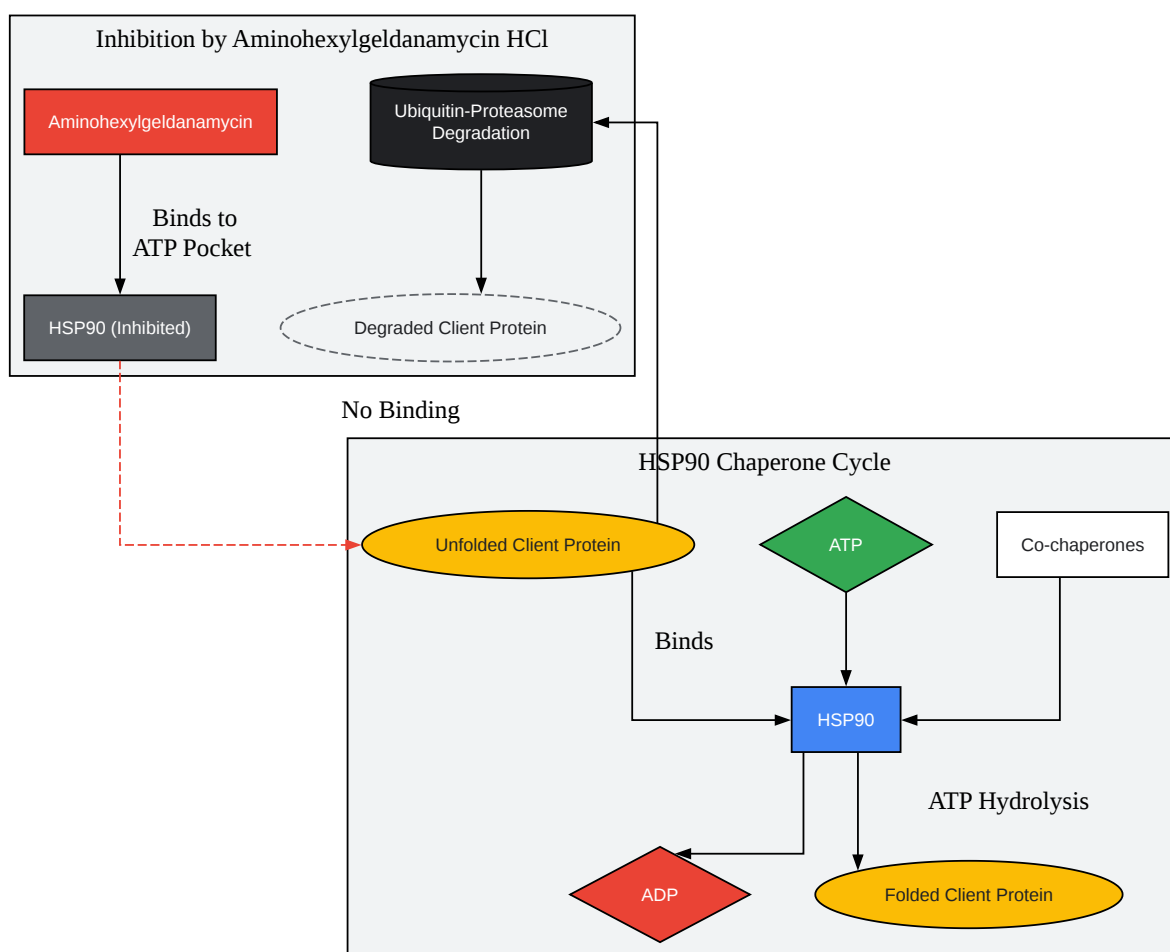 Inhibition by Aminohexylgeldanamycin HCl
Aminohexylgeldanamycin
Ubiquitin-Proteasome
Degradation
Binds to
ATP Pocket
HSP90 (Inhibited)
Degraded Client Protein
No Binding
HSP90 Chaperone Cycle
Unfolded Client Protein
ATP
Co-chaperones
Binds
HSP90
ATP Hydrolysis
ADP
Folded Client Protein